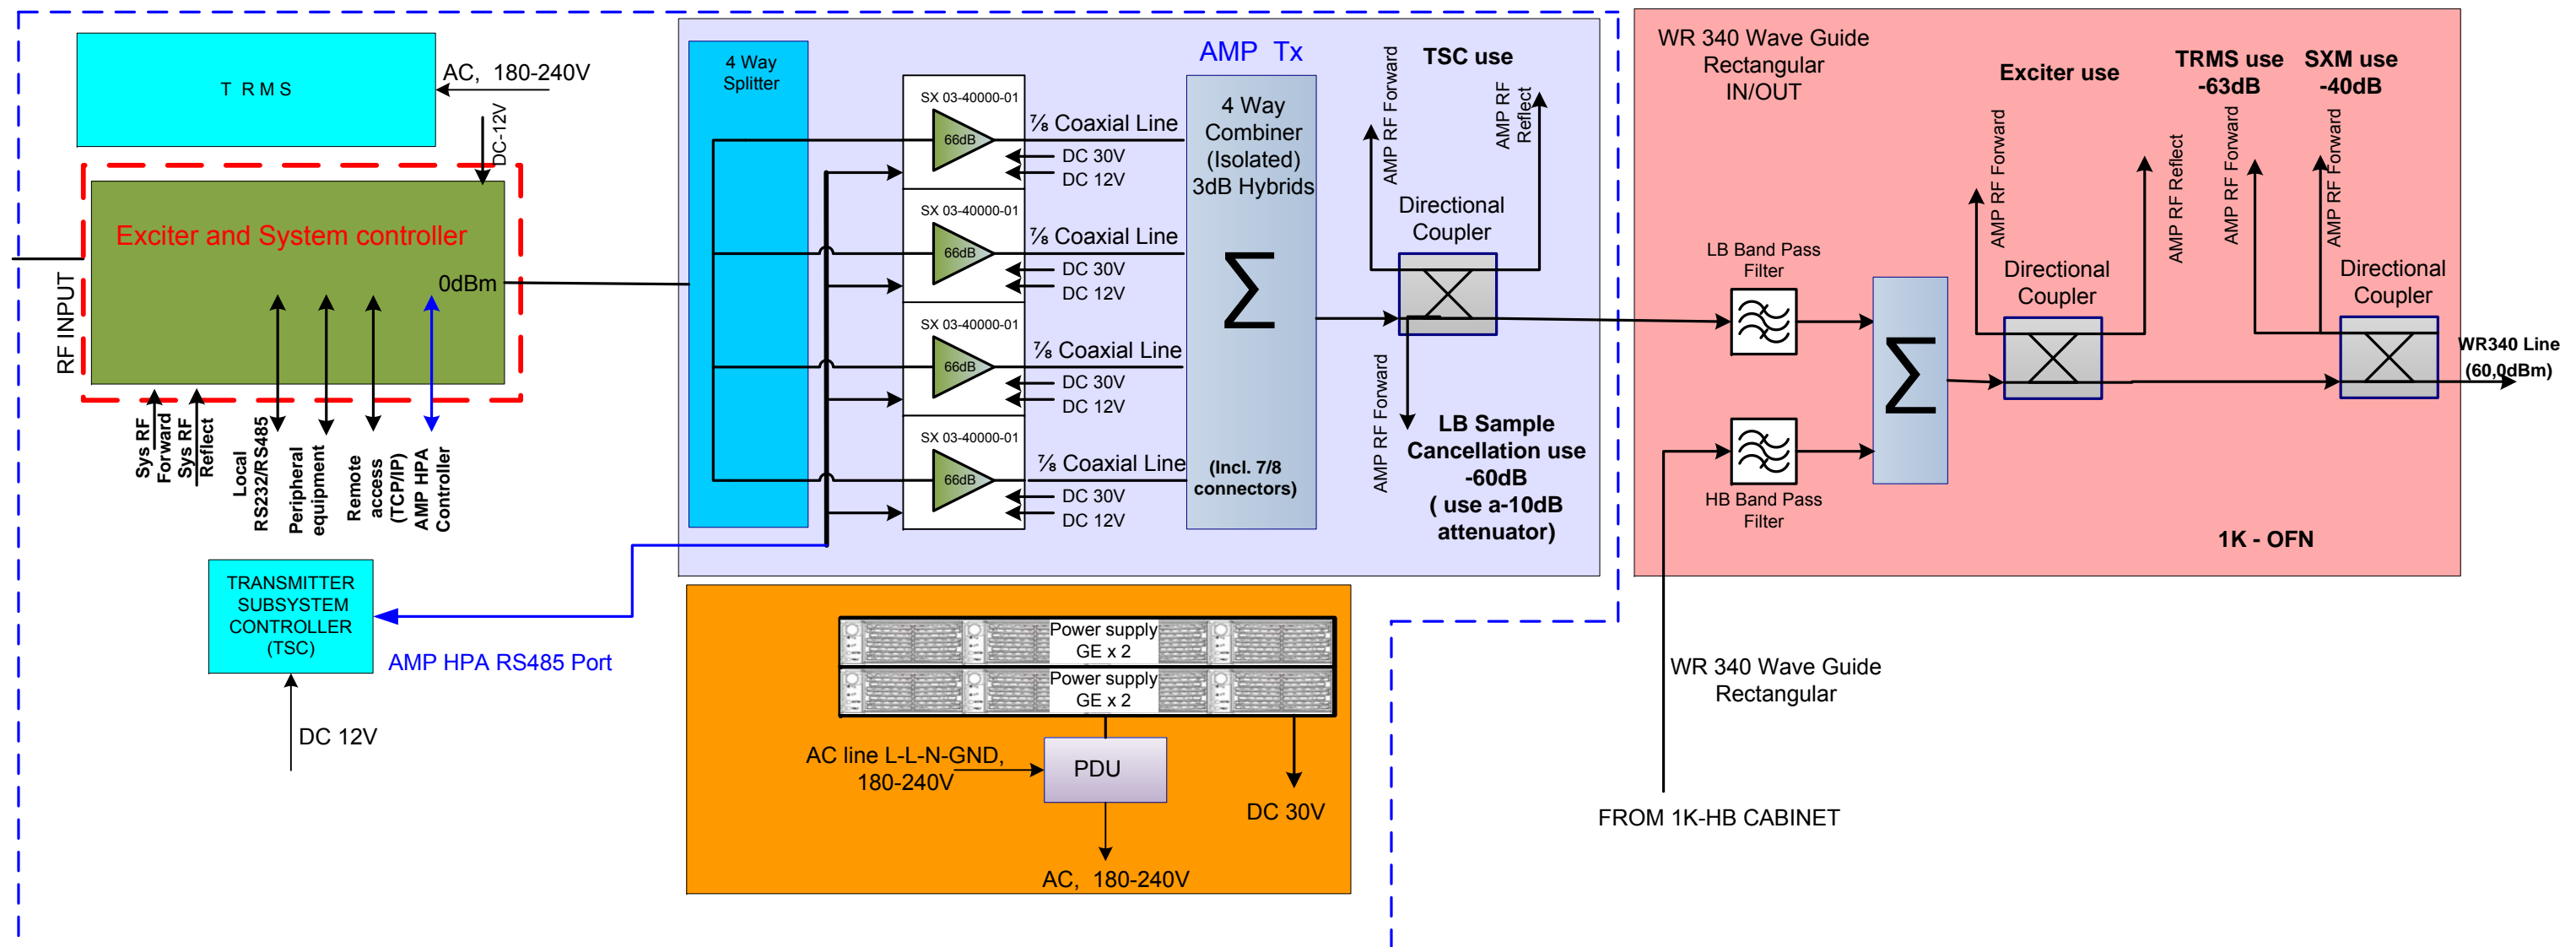 T R M S
AC, 180-240V
DC-12V
Exciter and System controller
0dBm
RF INPUT
Sys RF
Forward
Sys RF
Reflect
Local
RS232/RS485
Peripheral
equipment
Remote
access
(TCP/IP)
AMP HPA
Controller
TRANSMITTER
SUBSYSTEM
CONTROLLER
(TSC)
AMP HPA RS485 Port
DC 12V
4 Way
Splitter
SX 03-40000-01
66dB
⅞ Coaxial Line
DC 30V
DC 12V
SX 03-40000-01
66dB
⅞ Coaxial Line
DC 30V
DC 12V
SX 03-40000-01
66dB
⅞ Coaxial Line
DC 30V
DC 12V
SX 03-40000-01
66dB
⅞ Coaxial Line
DC 30V
DC 12V
AMP Tx
4 Way
Combiner
(Isolated)
3dB Hybrids
Σ
(Incl. 7/8
connectors)
TSC use
AMP RF Forward
AMP RF
Reflect
Directional
Coupler
AMP RF Forward
LB Sample
Cancellation use
-60dB
( use a-10dB
attenuator)
Power supply
GE x 2
Power supply
GE x 2
AC line L-L-N-GND,
180-240V
PDU
DC 30V
AC, 180-240V
WR 340 Wave Guide
Rectangular
IN/OUT
Exciter use
TRMS use
-63dB
SXM use
-40dB
AMP RF Forward
AMP RF Reflect
AMP RF Forward
AMP RF Forward
LB Band Pass
Filter
HB Band Pass
Filter
Σ
Directional
Coupler
Directional
Coupler
WR340 Line
(60,0dBm)
1K - OFN
WR 340 Wave Guide
Rectangular
FROM 1K-HB CABINET